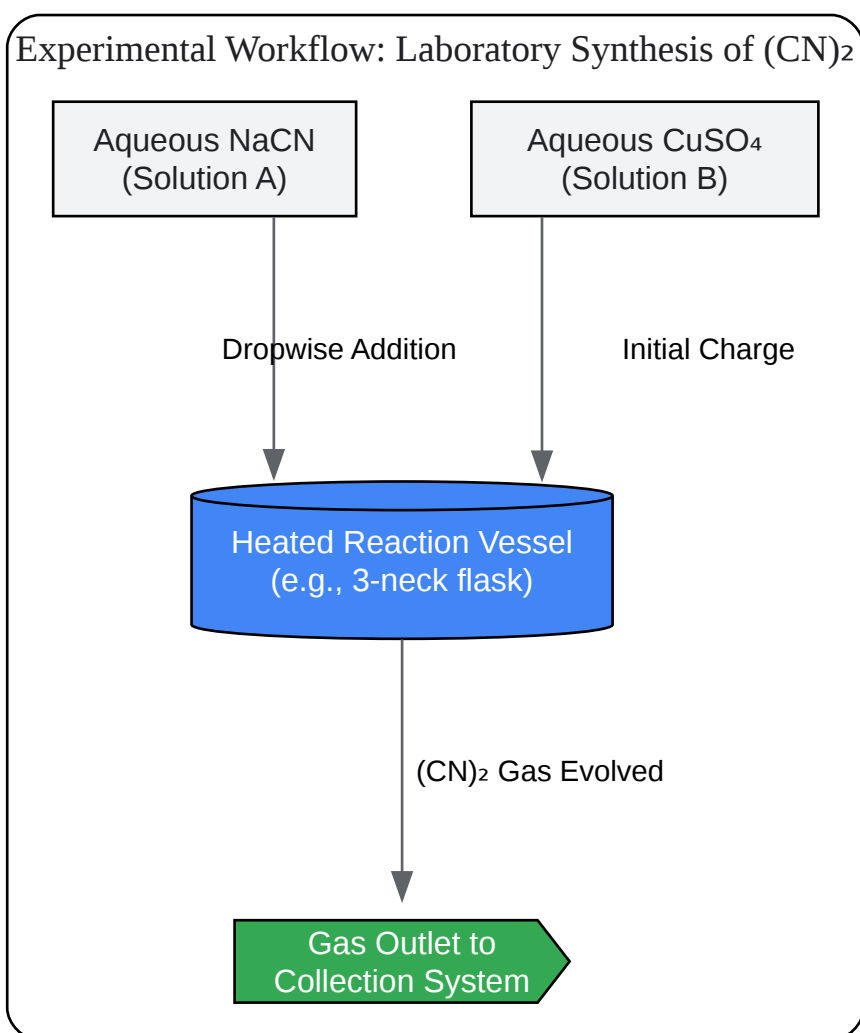 Experimental Workflow: Laboratory Synthesis of (CN)₂
Aqueous NaCN
(Solution A)
Aqueous CuSO₄
(Solution B)
Dropwise Addition
Initial Charge
Heated Reaction Vessel
(e.g., 3-neck flask)
(CN)₂ Gas Evolved
Gas Outlet to
Collection System